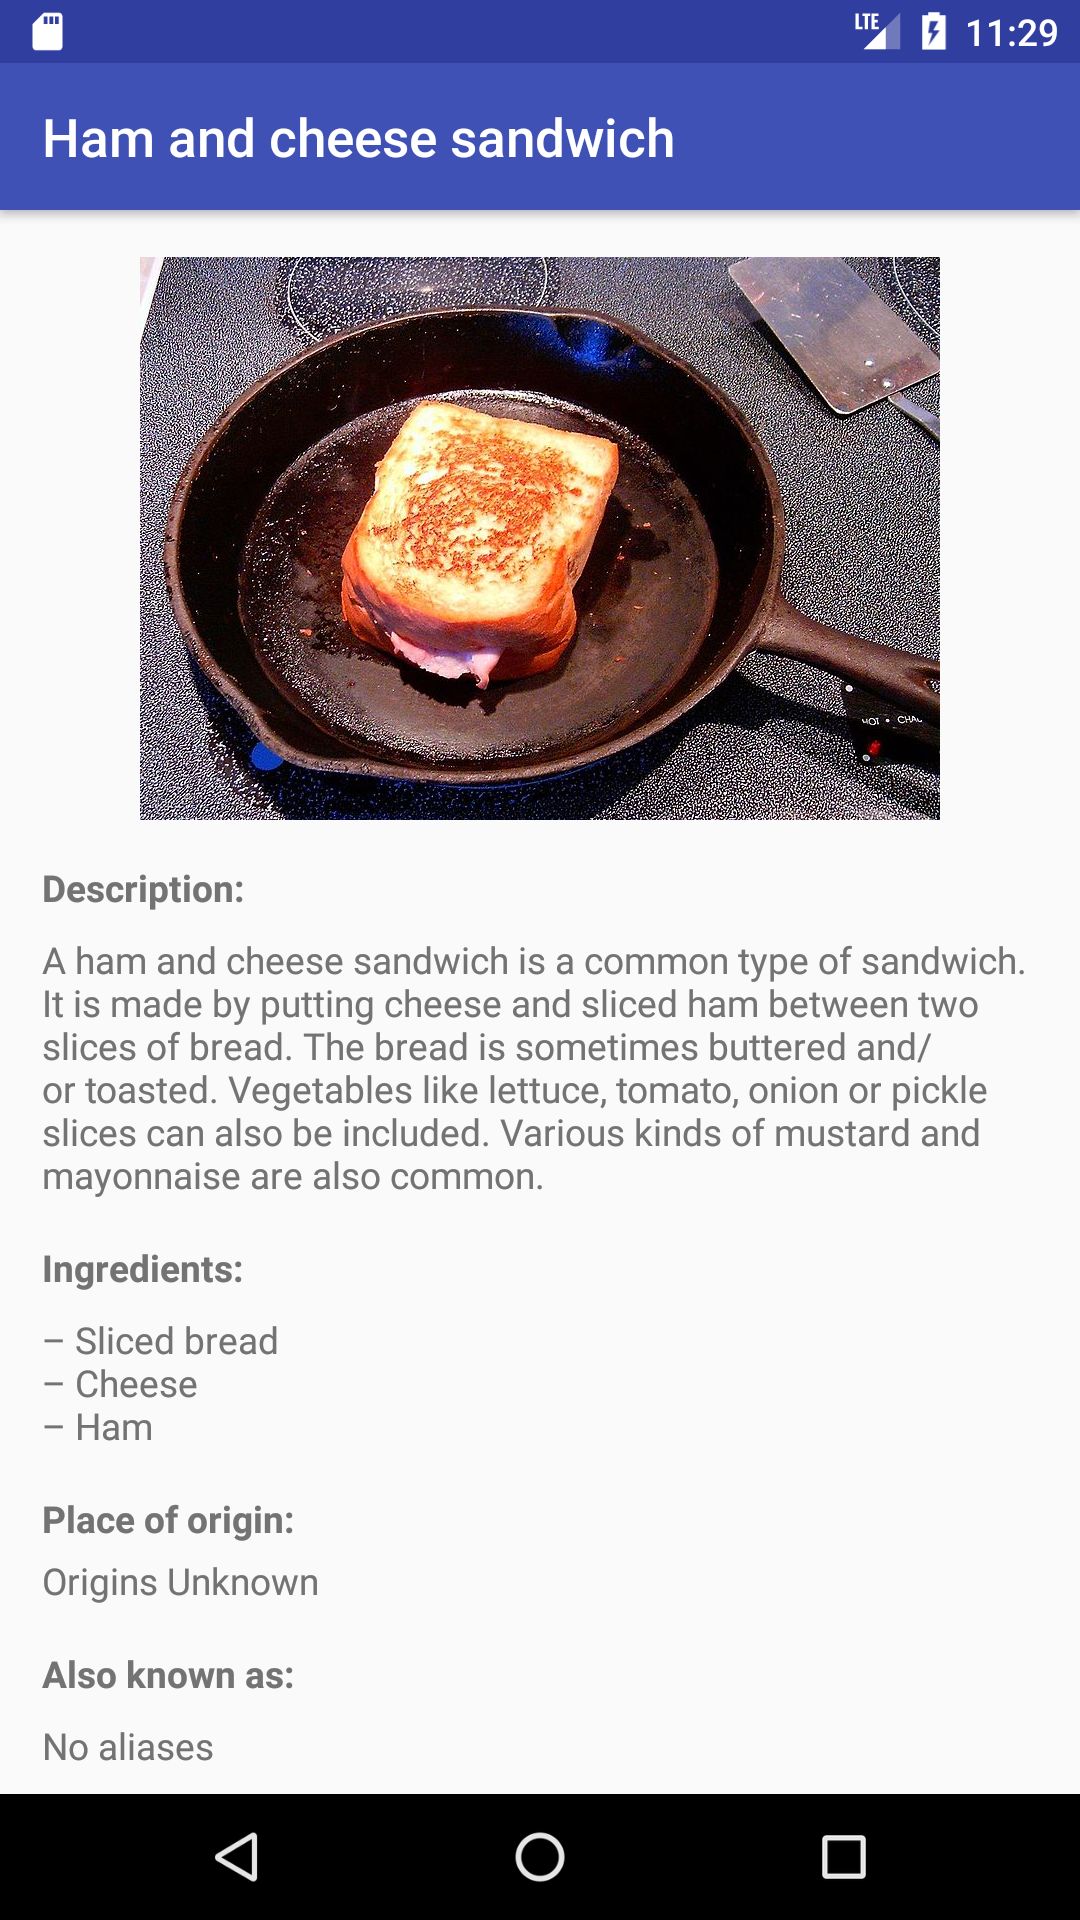 LTE 11:29
Ham and cheese sandwich
HOT •
Description:
A ham and cheese sandwich is a common type of sandwich.
It is made by putting cheese and sliced ham between two
slices of bread. The bread is sometimes buttered and/
or toasted. Vegetables like lettuce, tomato, onion or pickle
slices can also be included. Various kinds of mustard and
mayonnaise are also common.
Ingredients:
– Sliced bread
– Cheese
– Ham
Place of origin:
Origins Unknown
Also known as:
No aliases